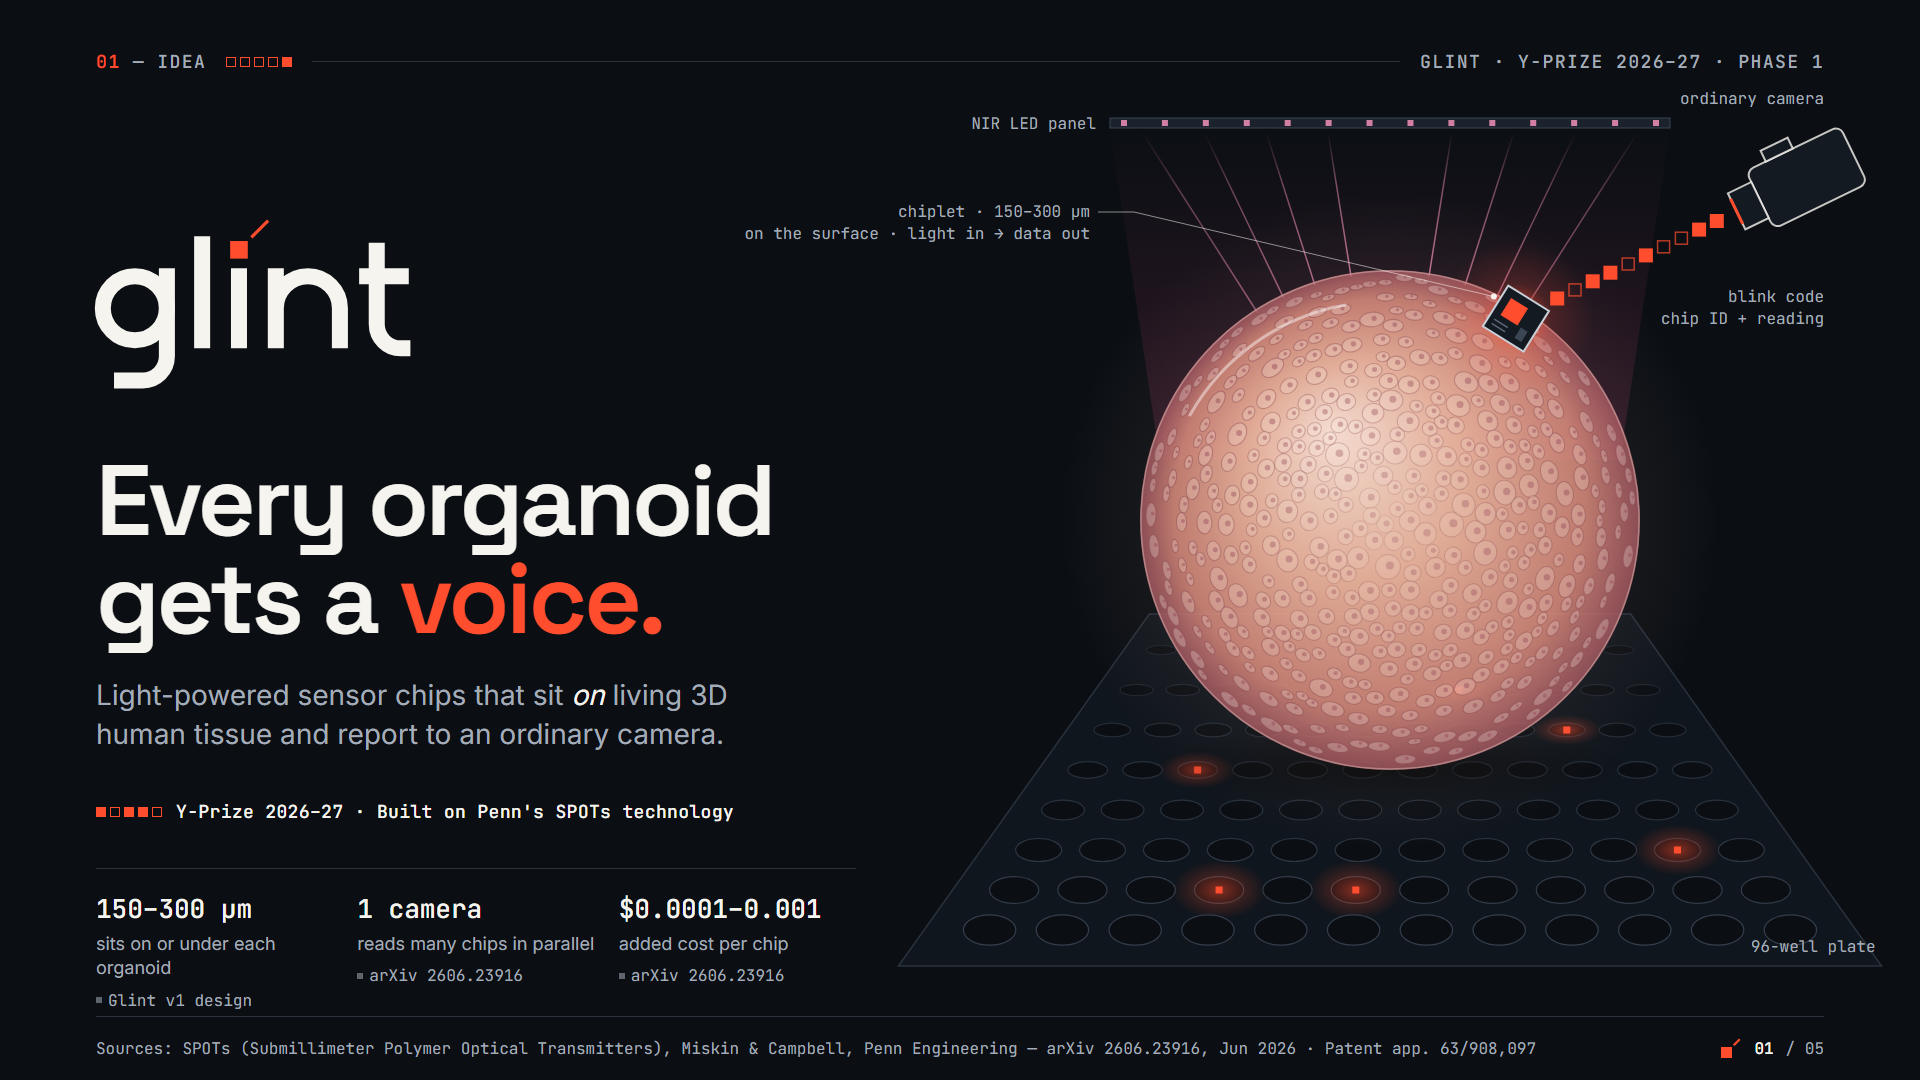 01 — IDEA
GLINT · Y-PRIZE 2026–27 · PHASE 1
ordinary camera
NIR LED panel
chiplet · 150–300 µm
on the surface · light in → data out
blink code
chip ID + reading
glint
Every organoid
gets a voice.
Light-powered sensor chips that sit on living 3D
human tissue and report to an ordinary camera.
Y-Prize 2026–27 · Built on Penn's SPOTs technology
150–300 µm
sits on or under each
organoid
Glint v1 design
1 camera
reads many chips in parallel
arXiv 2606.23916
$0.0001–0.001
added cost per chip
arXiv 2606.23916
96-well plate
Sources: SPOTs (Submillimeter Polymer Optical Transmitters), Miskin & Campbell, Penn Engineering — arXiv 2606.23916, Jun 2026 · Patent app. 63/908,097
01 / 05